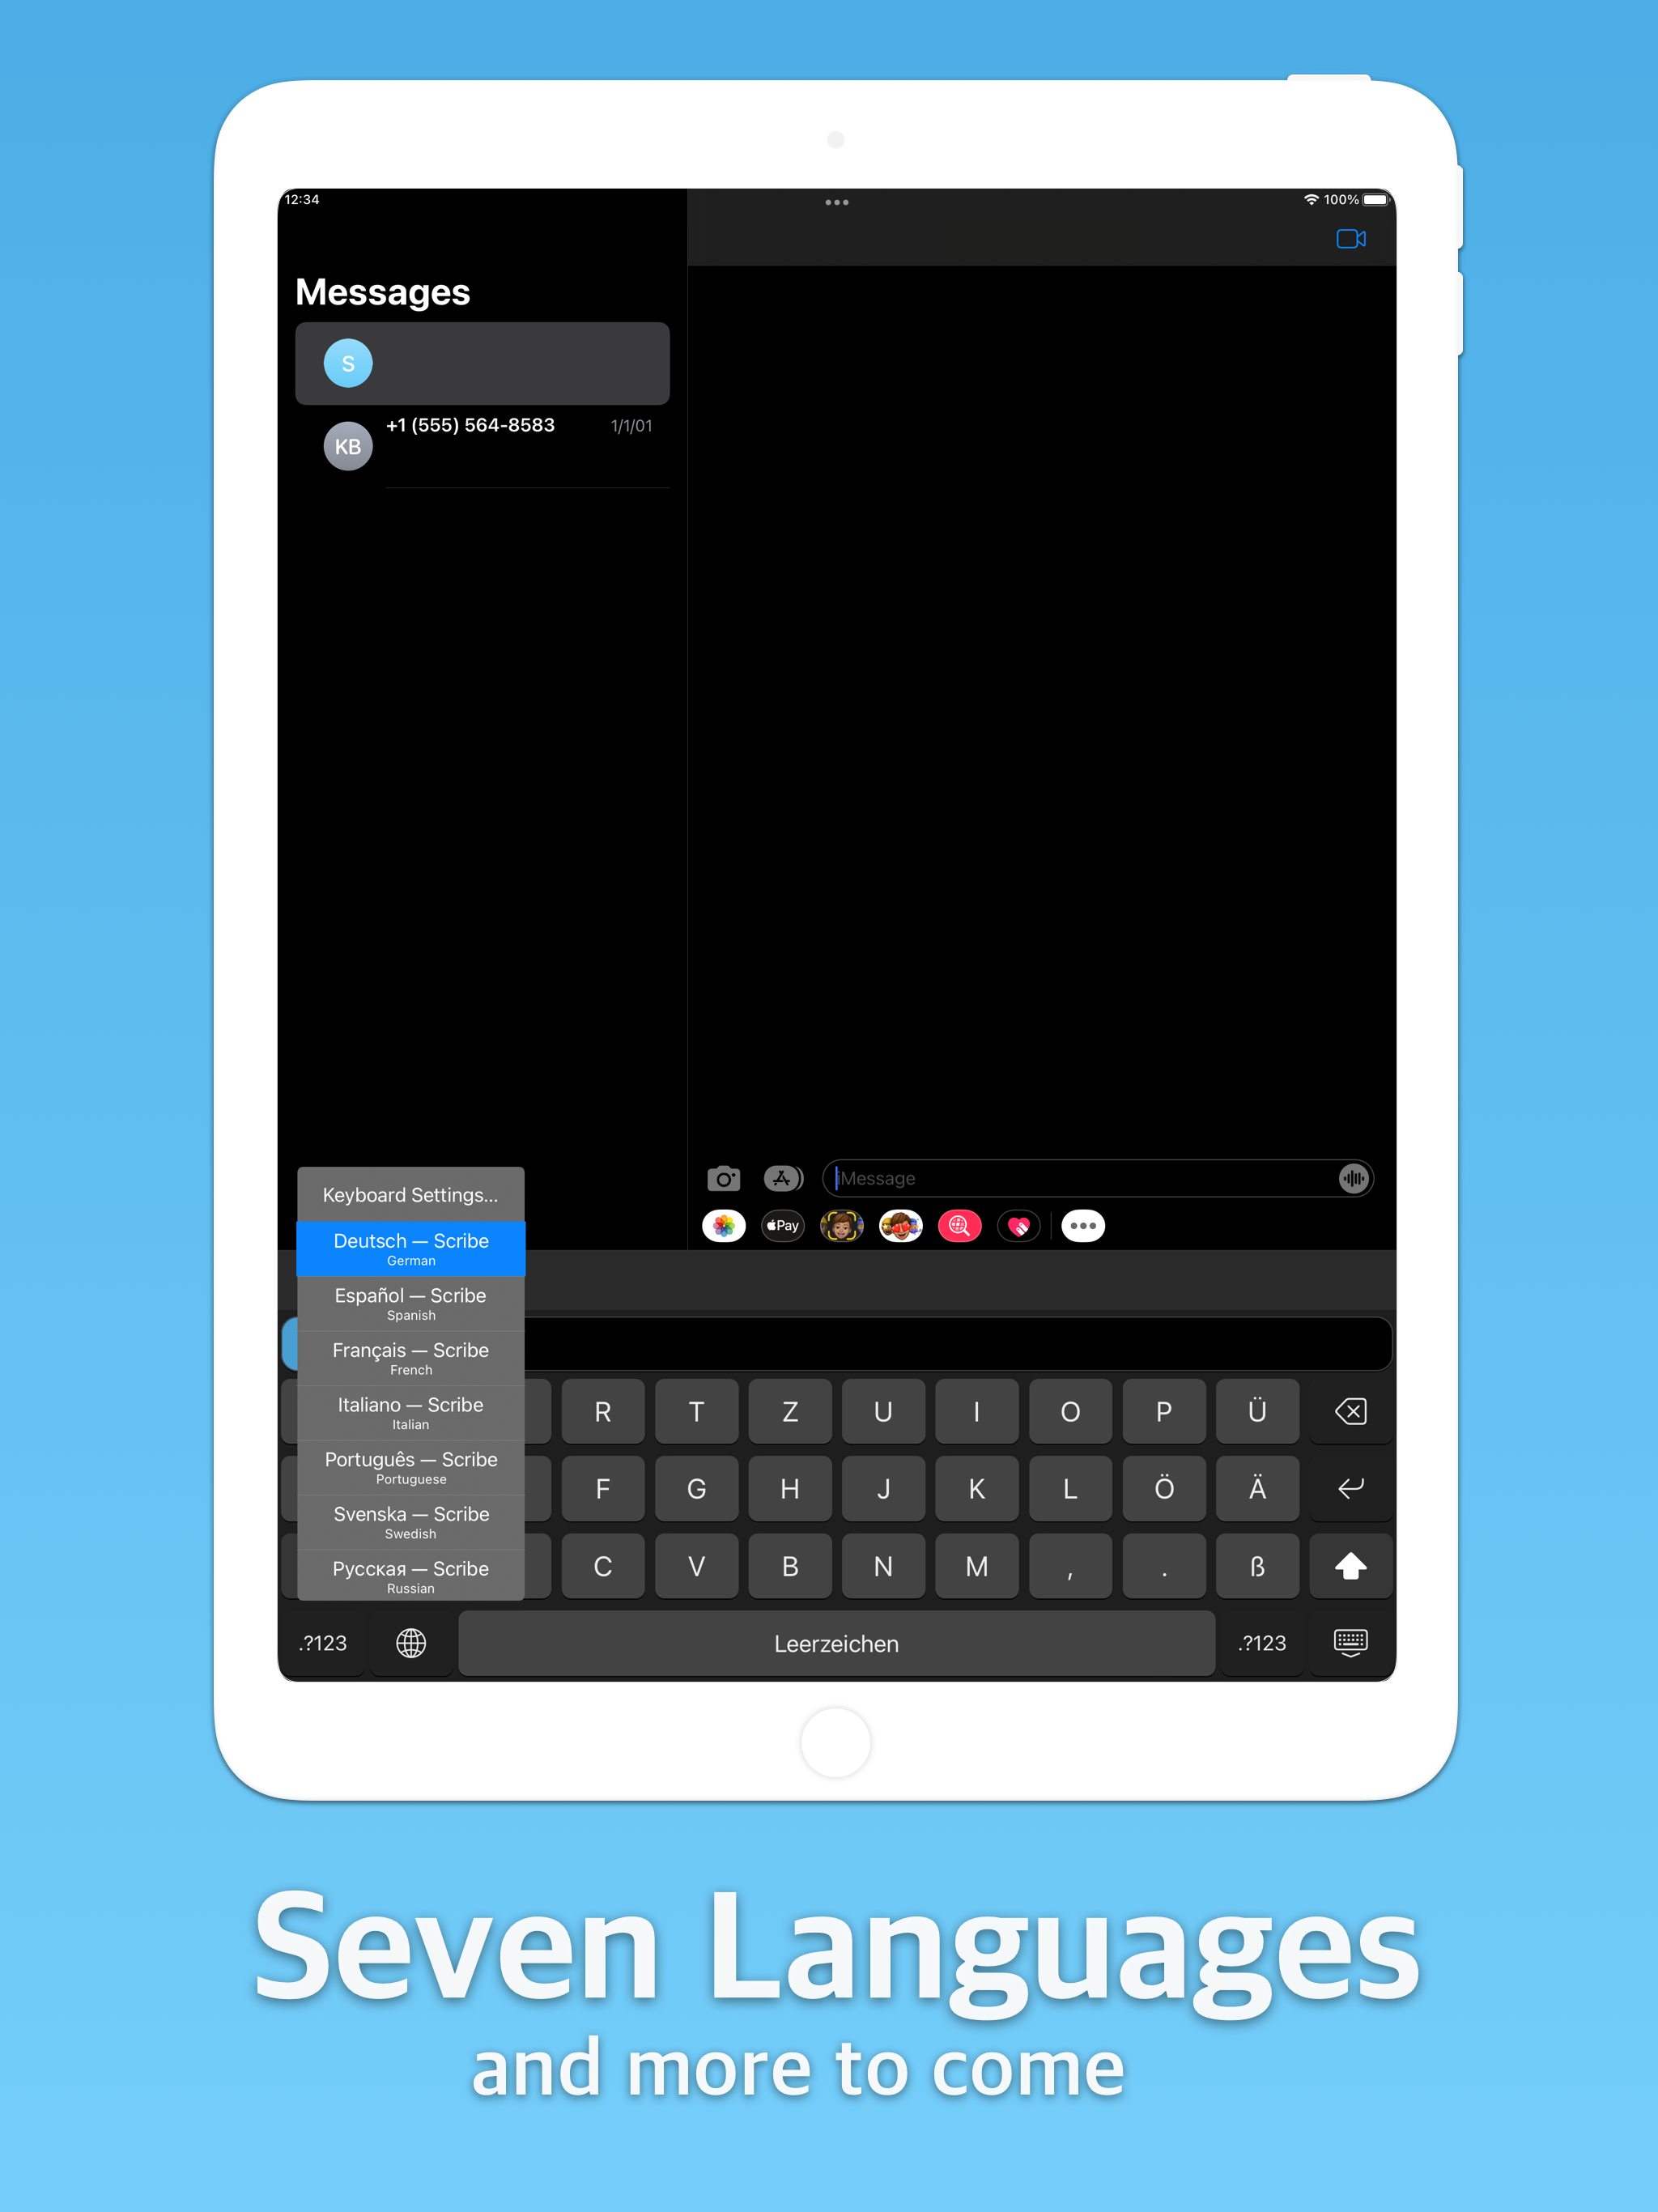 12:34
100%
Messages
S
KB
+1 (555) 564-8583
1/1/01
iMessage
Pay
Keyboard Settings...
Deutsch — Scribe
German
Español — Scribe
Spanish
Français — Scribe
French
Italiano — Scribe
Italian
Português — Scribe
Portuguese
Svenska — Scribe
Swedish
Русская — Scribe
Russian
R T Z U I O P Ü
F G H J K L Ö Ä
C V B N M , . ß
.?123
Leerzeichen
.?123
Seven Languages
and more to come